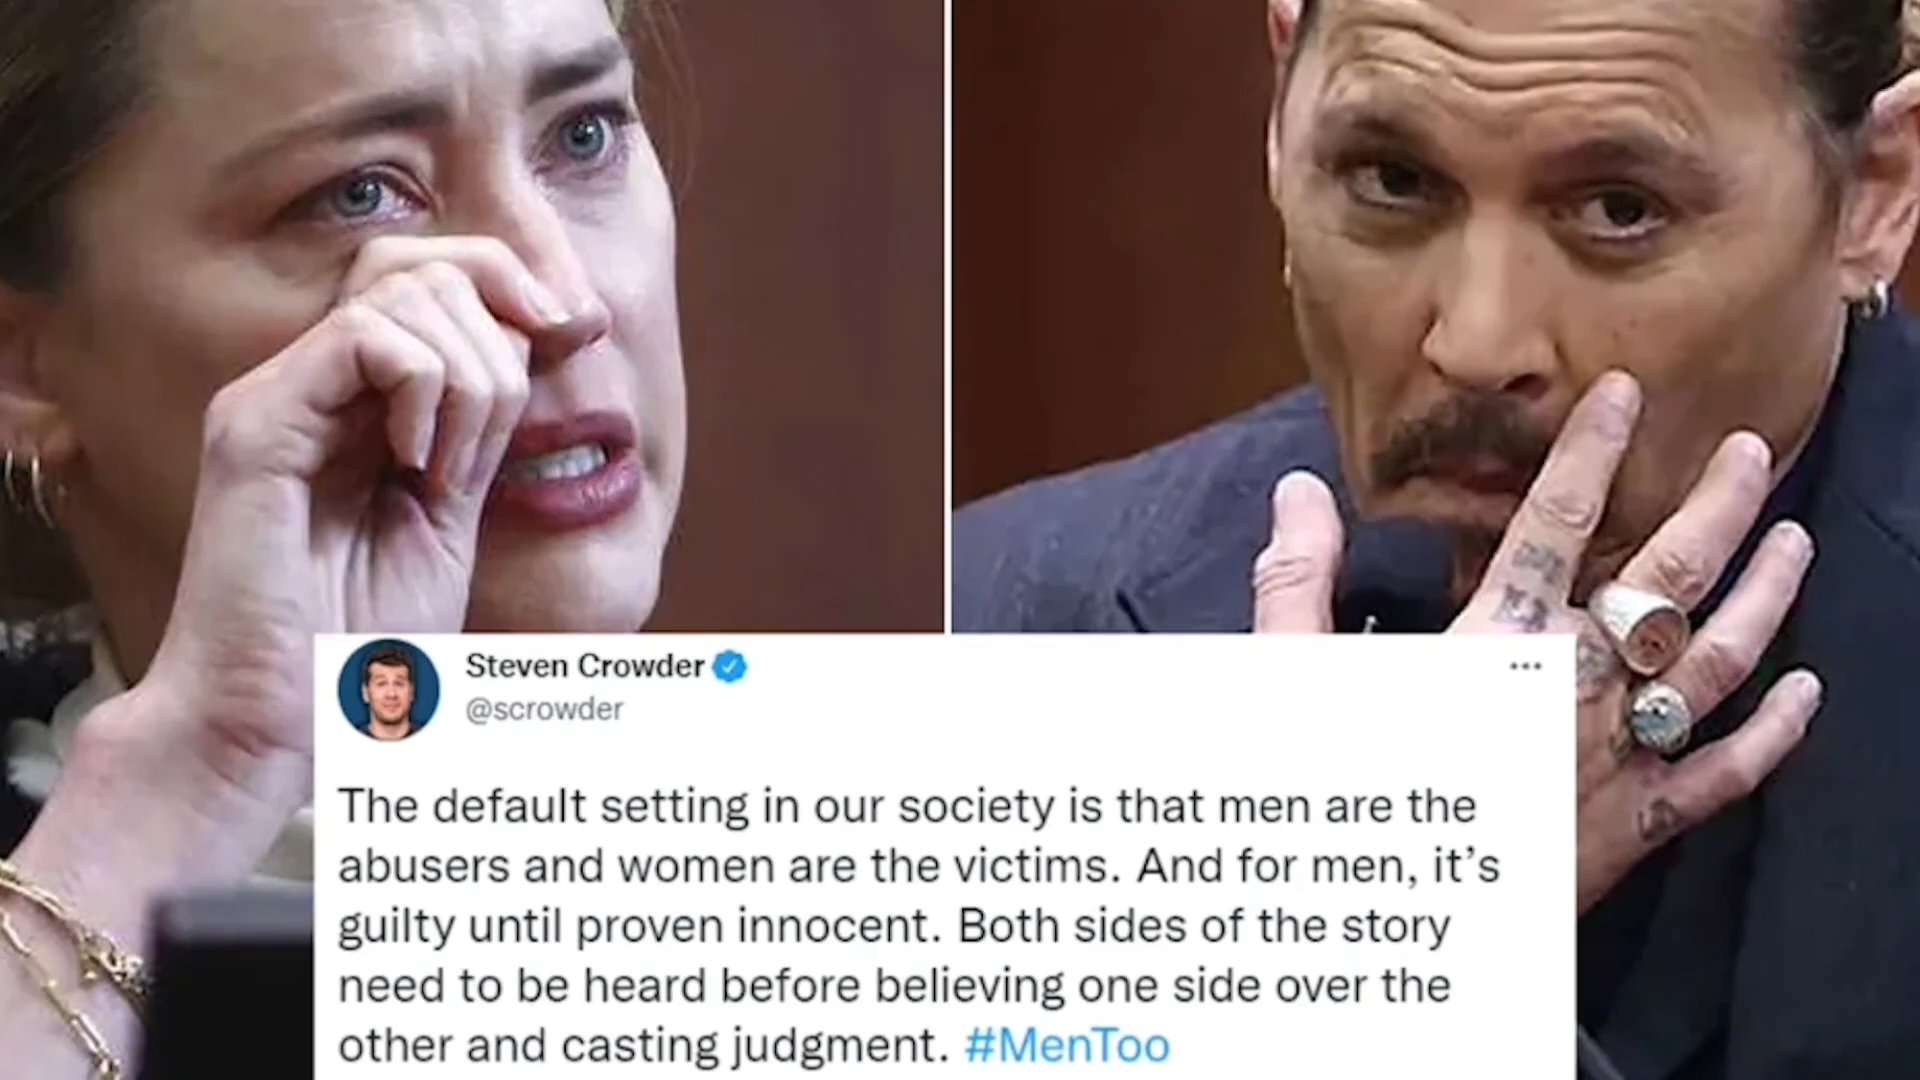 Steven Crowder
@scrowder
The default setting in our society is that men are the
abusers and women are the victims. And for men, it’s
guilty until proven innocent. Both sides of the story
need to be heard before believing one side over the
other and casting judgment. #MenToo